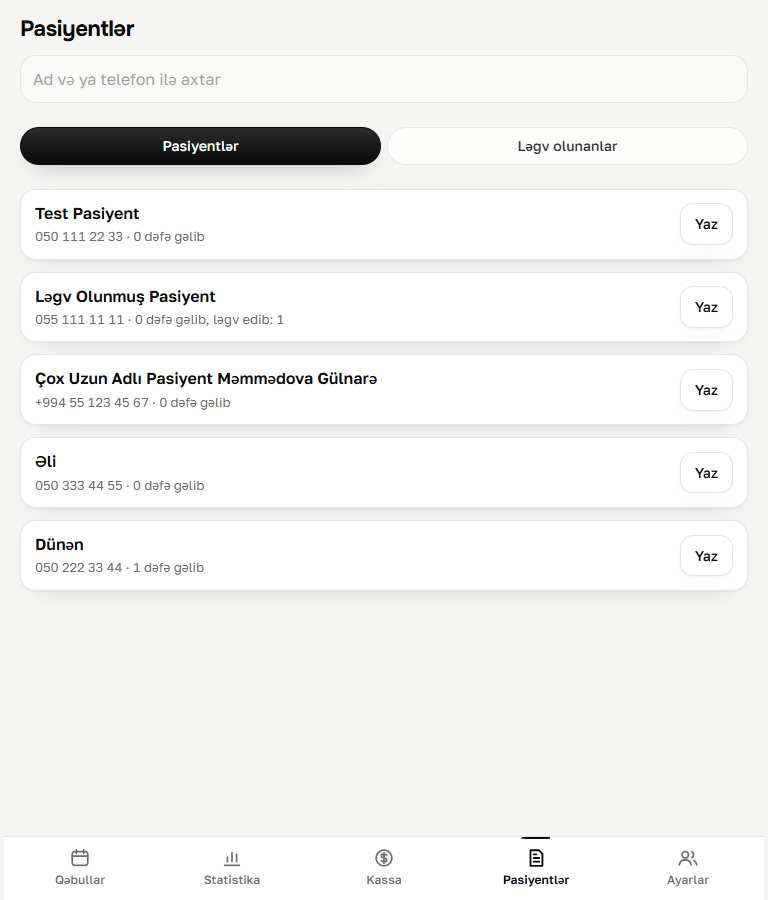 Pasiyentlər
Ad və ya telefon ilə axtar
Pasiyentlər
Ləgv olunanlar
Test Pasiyent
050 111 22 33 · 0 dəfə gəlib
Yaz
Ləgv Olunmuş Pasiyent
055 111 11 11 · 0 dəfə gəlib, ləgv edib: 1
Yaz
Çox Uzun Adlı Pasiyent Məmmədova Gülnarə
+994 55 123 45 67 · 0 dəfə gəlib
Yaz
Əli
050 333 44 55 · 0 dəfə gəlib
Yaz
Dünən
050 222 33 44 · 1 dəfə gəlib
Yaz
Qəbullar
Statistika
Kassa
Pasiyentlər
Ayarlar